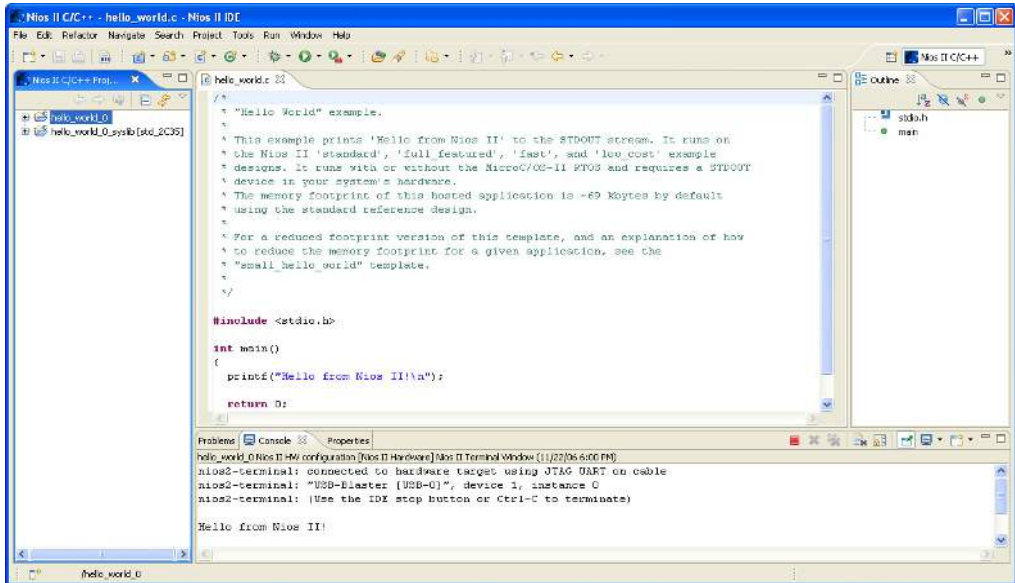 Nios II C/C++ - hello_world.c - Nios II IDE
File Edit Refactor Navigate Search Project Tools Run Window Help
Nios II C/C++
»
Nios II C/C++ Proj...
hello_world_0
hello_world_0_syslib [std_2C35]
hello_world.c
/*
* "Hello World" example.
*
* This example prints 'Hello from Nios II' to the STDOUT stream. It runs on
* the Nios II 'standard', 'full_featured', 'fast', and 'low_cost' example
* designs. It runs with or without the MicroC/OS-II RTOS and requires a STDOUT
* device in your system's hardware.
* The memory footprint of this hosted application is ~69 kbytes by default
* using the standard reference design.
*
* For a reduced footprint version of this template, and an explanation of how
* to reduce the memory footprint for a given application, see the
* "small_hello_world" template.
*
*/
#include <stdio.h>
int main()
{
printf("Hello from Nios II!\n");
return 0;
Outline
stdio.h
main
Problems Console Properties
hello_world_0 Nios II HW configuration [Nios II Hardware] Nios II Terminal Window (11/22/06 6:00 PM)
nios2-terminal: connected to hardware target using JTAG UART on cable
nios2-terminal: "USB-Blaster [USB-0]", device 1, instance 0
nios2-terminal: (Use the IDE stop button or Ctrl-C to terminate)
Hello from Nios II!
/hello_world_0